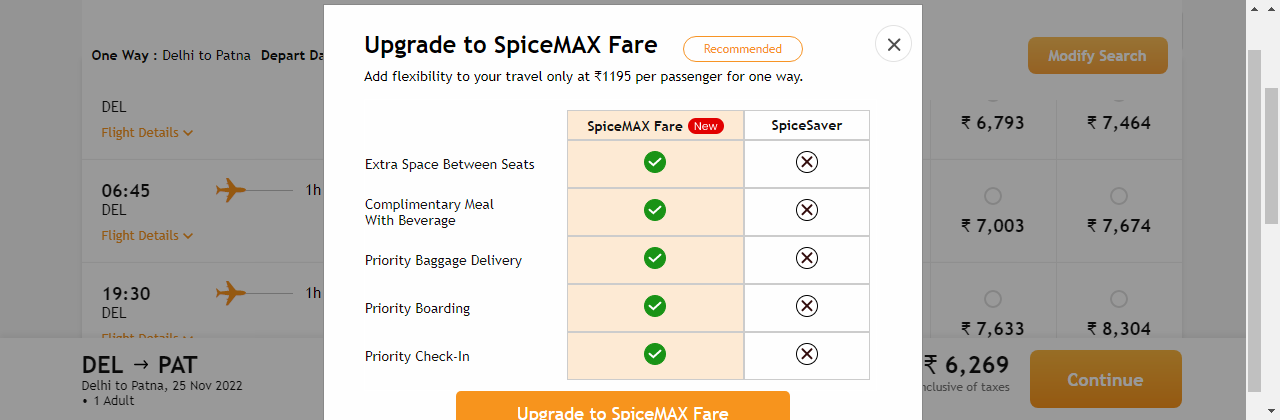 Upgrade to SpiceMAX Fare
Recommended
Add flexibility to your travel only at ₹1195 per passenger for one way.
SpiceMAX Fare New SpiceSaver
Extra Space Between Seats
Complimentary Meal
With Beverage
Priority Baggage Delivery
Priority Boarding
Priority Check-In
Upgrade to SpiceMAX Fare
One Way : Delhi to Patna Depart Da
Modify Search
DEL
Flight Details
₹ 6,793 ₹ 7,464
06:45 1h
DEL
Flight Details
₹ 7,003 ₹ 7,674
19:30 1h
DEL
Flight Details
₹ 7,633 ₹ 8,304
DEL → PAT
Delhi to Patna, 25 Nov 2022
• 1 Adult
₹ 6,269
nclusive of taxes
Continue